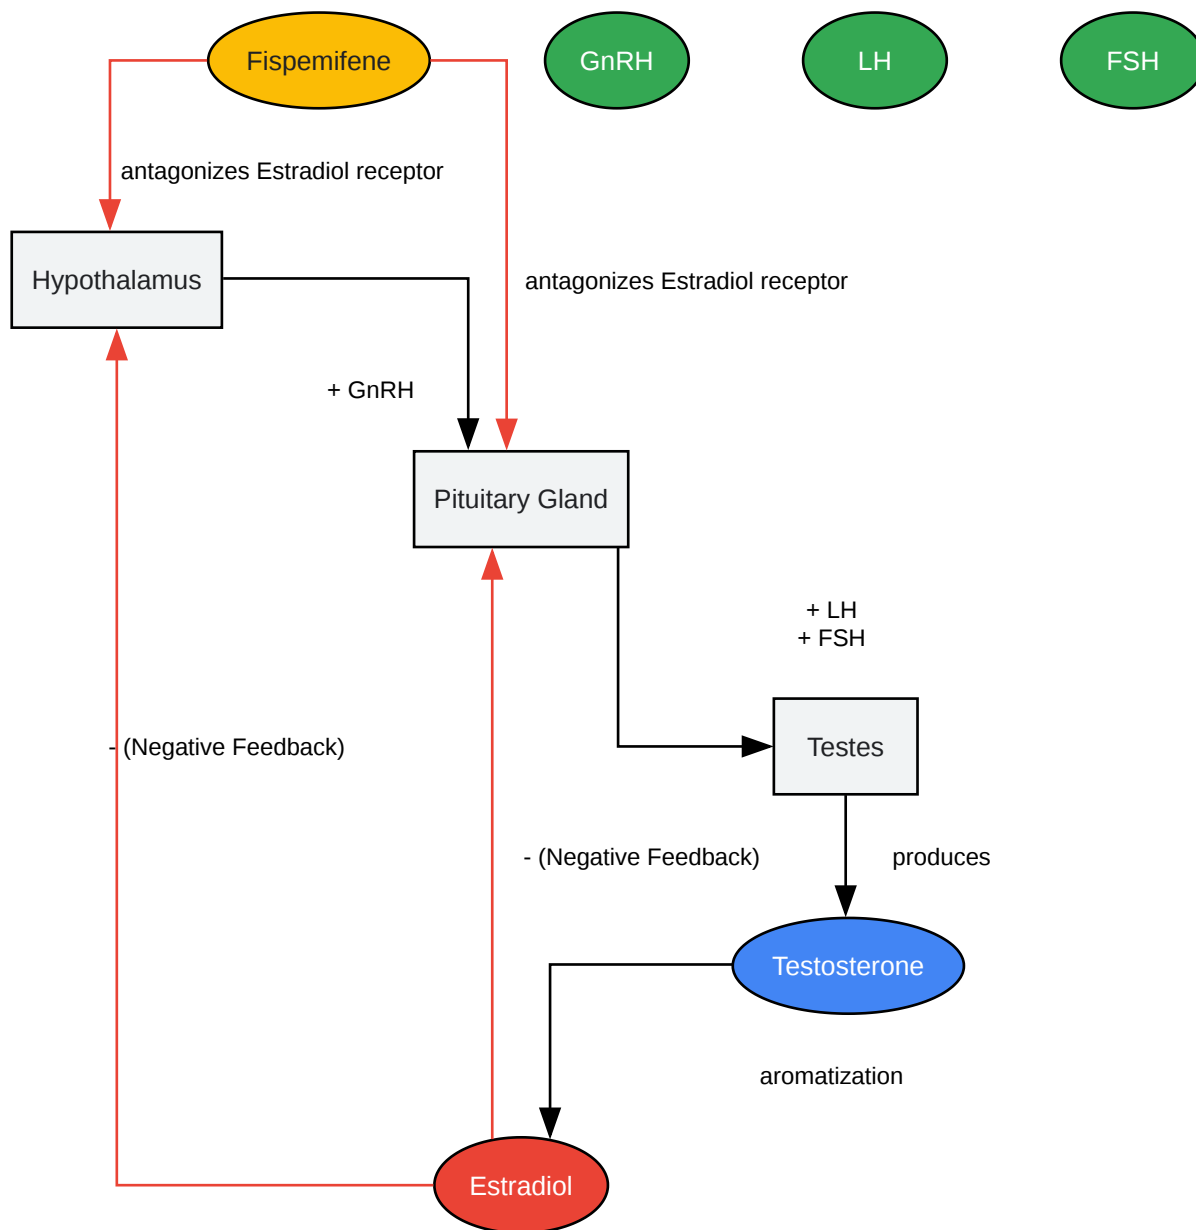 Fispemifene
GnRH
LH
FSH
antagonizes Estradiol receptor
Hypothalamus
antagonizes Estradiol receptor
+ GnRH
Pituitary Gland
+ LH
+ FSH
- (Negative Feedback)
Testes
- (Negative Feedback)
produces
Testosterone
aromatization
Estradiol